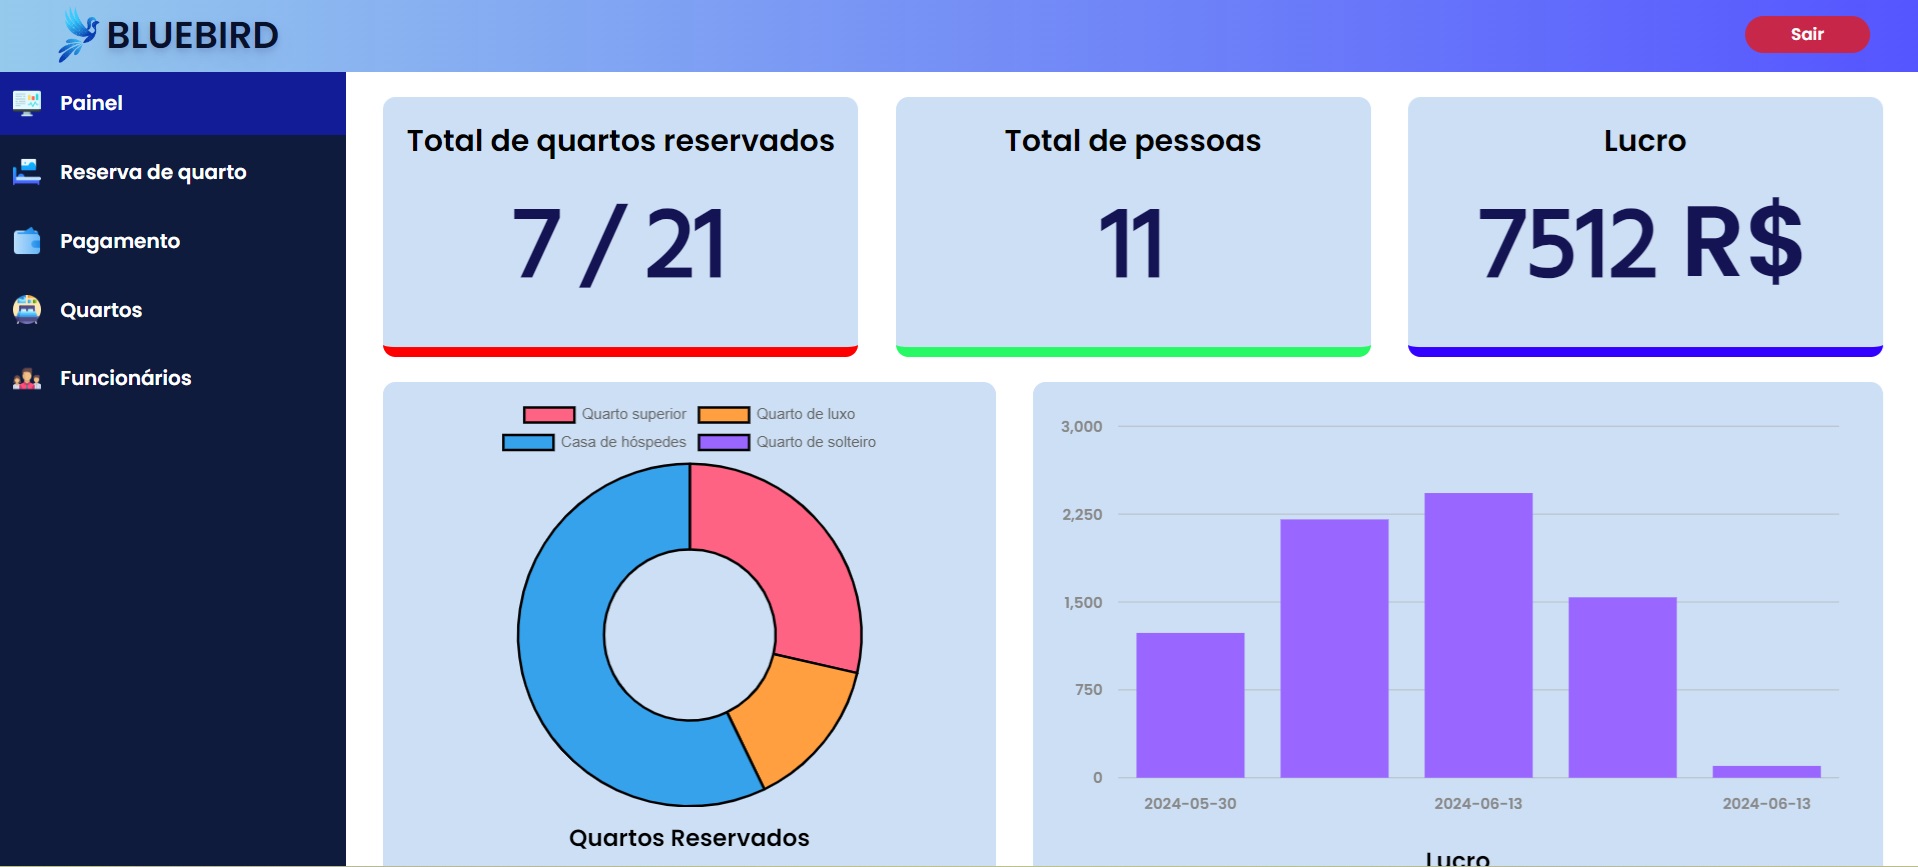 BLUEBIRD
Sair
Painel
Reserva de quarto
Pagamento
Quartos
Funcionários
Total de quartos reservados
7 / 21
Total de pessoas
11
Lucro
7512 R$
Quarto superior
Quarto de luxo
Casa de hóspedes
Quarto de solteiro
Quartos Reservados
3,000
2,250
1,500
750
0
2024-05-30
2024-06-13
2024-06-13
Lucro